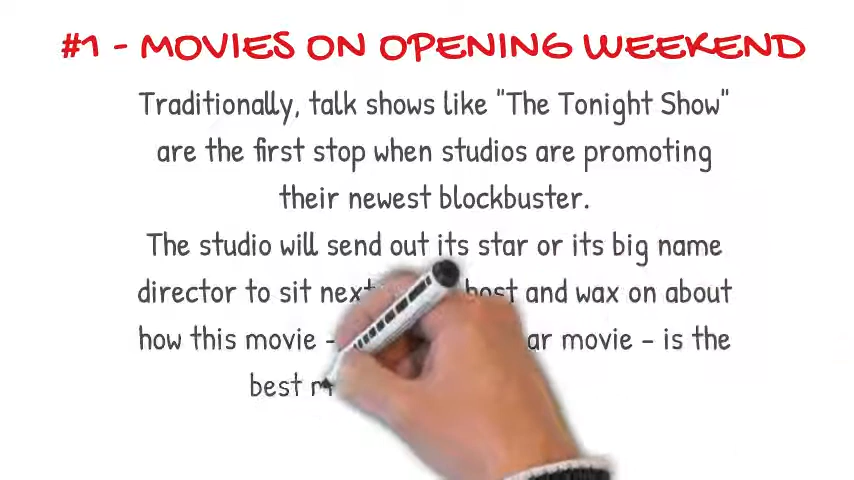 #1 - MOVIES ON OPENING WEEKEND
Traditionally, talk shows like "The Tonight Show"
are the first stop when studios are promoting
their newest blockbuster.
The studio will send out its star or its big name
director to sit host and wax on about
how this movie - movie - is the
best